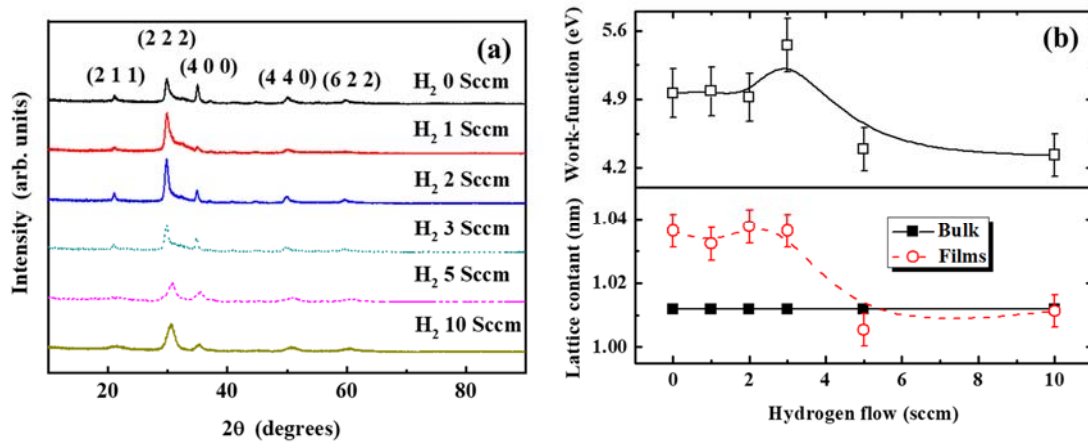 (a)
(2 2 2)
(2 1 1)
(4 0 0)
(4 4 0)
(6 2 2)
H2 0 Sccm
H2 1 Sccm
H2 2 Sccm
H2 3 Sccm
H2 5 Sccm
H2 10 Sccm
Intensity (arb. units)
20 40 60 80
2θ (degrees)
(b)
Work-function (eV)
5.6
4.9
4.2
Lattice contant (nm)
1.04
1.02
1.00
Bulk
Films
0 2 4 6 8 10
Hydrogen flow (sccm)